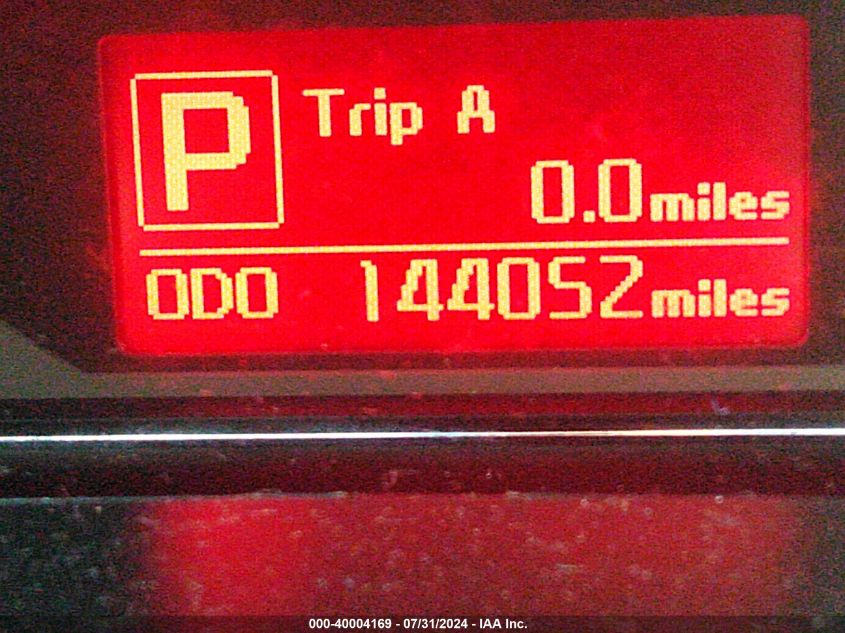 P
Trip A
0.0 miles
ODO 144052 miles
000-40004169 - 07/31/2024 - IAA Inc.